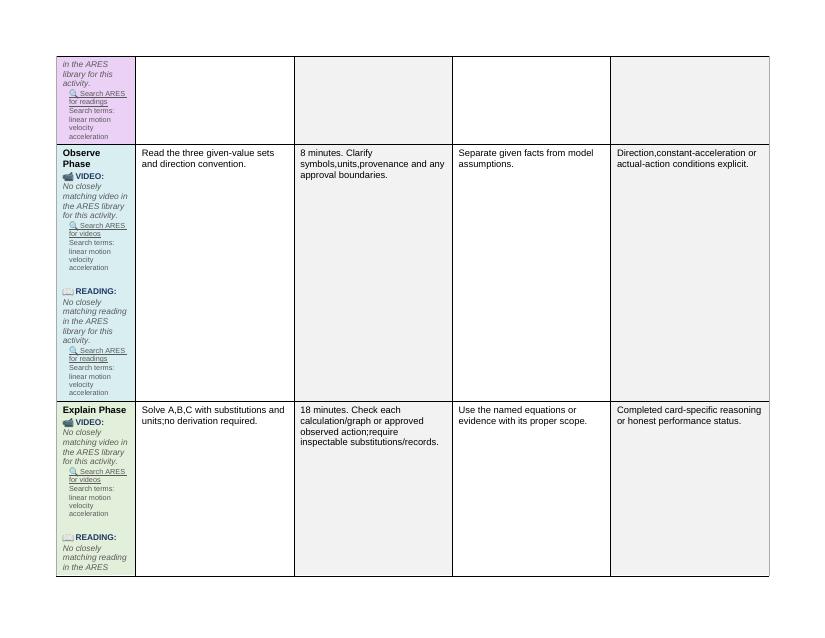 in the ARES
library for this
activity.
🔍 Search ARES
for readings
Search terms:
linear motion
velocity
acceleration
Observe
Phase
📹 VIDEO:
No closely
matching video in
the ARES library
for this activity.
🔍 Search ARES
for videos
Search terms:
linear motion
velocity
acceleration
📖 READING:
No closely
matching reading
in the ARES
library for this
activity.
🔍 Search ARES
for readings
Search terms:
linear motion
velocity
acceleration
Read the three given-value sets
and direction convention.
8 minutes. Clarify
symbols,units,provenance and any
approval boundaries.
Separate given facts from model
assumptions.
Direction,constant-acceleration or
actual-action conditions explicit.
Explain Phase
📹 VIDEO:
No closely
matching video in
the ARES library
for this activity.
🔍 Search ARES
for videos
Search terms:
linear motion
velocity
acceleration
📖 READING:
No closely
matching reading
in the ARES
Solve A,B,C with substitutions and
units;no derivation required.
18 minutes. Check each
calculation/graph or approved
observed action;require
inspectable substitutions/records.
Use the named equations or
evidence with its proper scope.
Completed card-specific reasoning
or honest performance status.